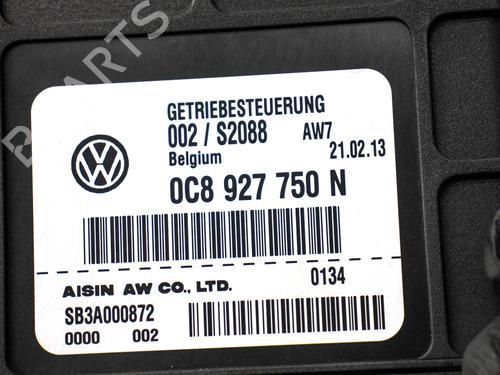 GETRIEBESTEUERUNG
002 / S2088 AW7
Belgium 21.02.13
0C8 927 750 N
AISIN AW CO., LTD. 0134
SB3A000872
0000 002
PARTS